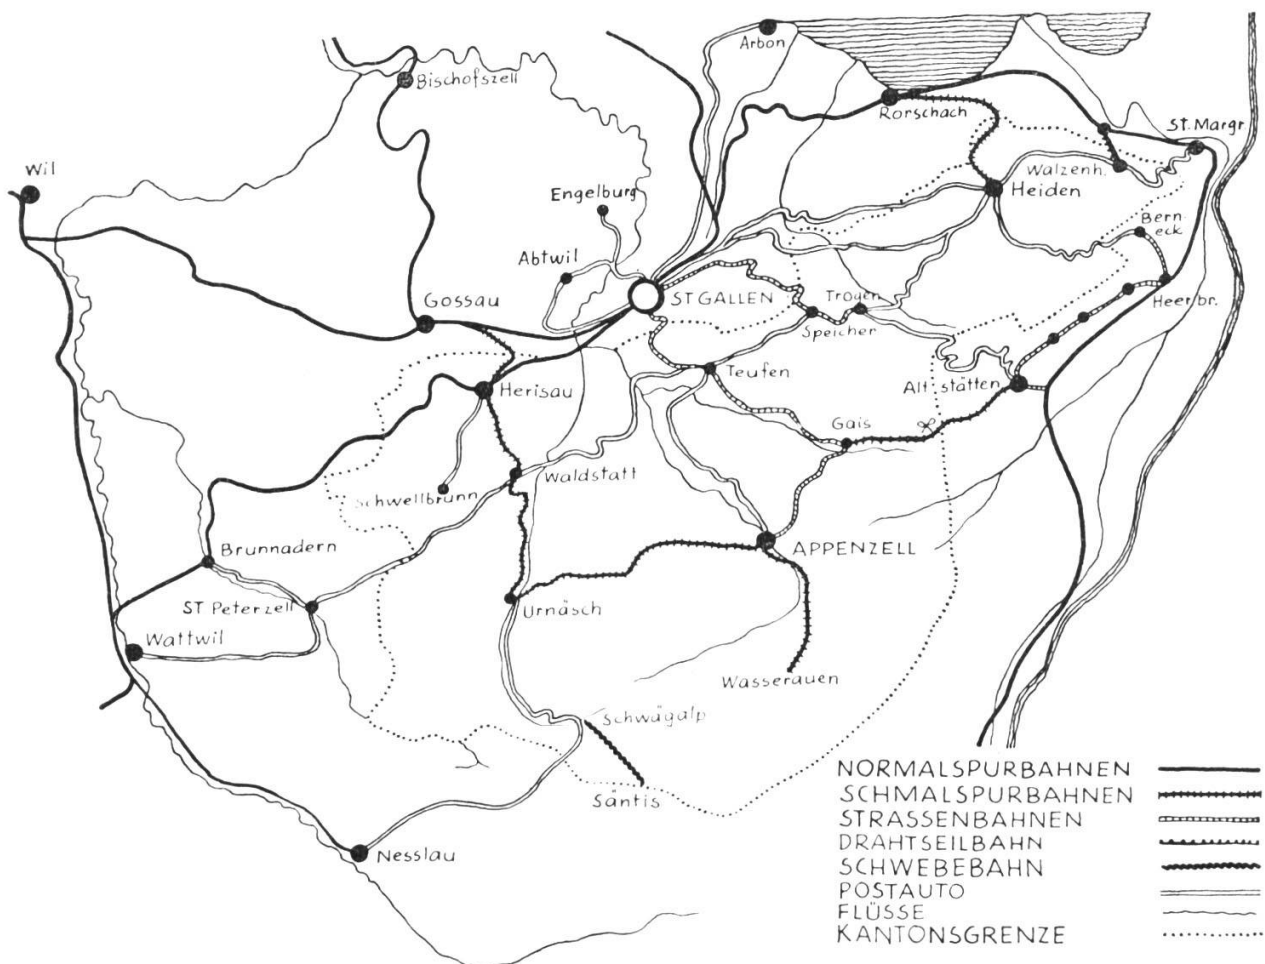 Arbon
Bischofszell
Rorschach
St. Margr.
Wil
Walzenh.
Engelburg
Heiden
Bern-
eck
Abtwil
Gossau
ST GALLEN
Trogen
Heerbr.
Speicher
Teufen
Altstätten
Herisau
Gais
Waldstatt
Schwellbrunn
Brunnadern
APPENZELL
ST Peterzell
Urnäsch
Wattwil
Wasserauen
Schwägalp
Säntis
Nesslau
NORMALSPURBAHNEN
SCHMALSPURBAHNEN
STRASSENBAHNEN
DRAHTSEILBAHN
SCHWEBEBAHN
POSTAUTO
FLÜSSE
KANTONSGRENZE